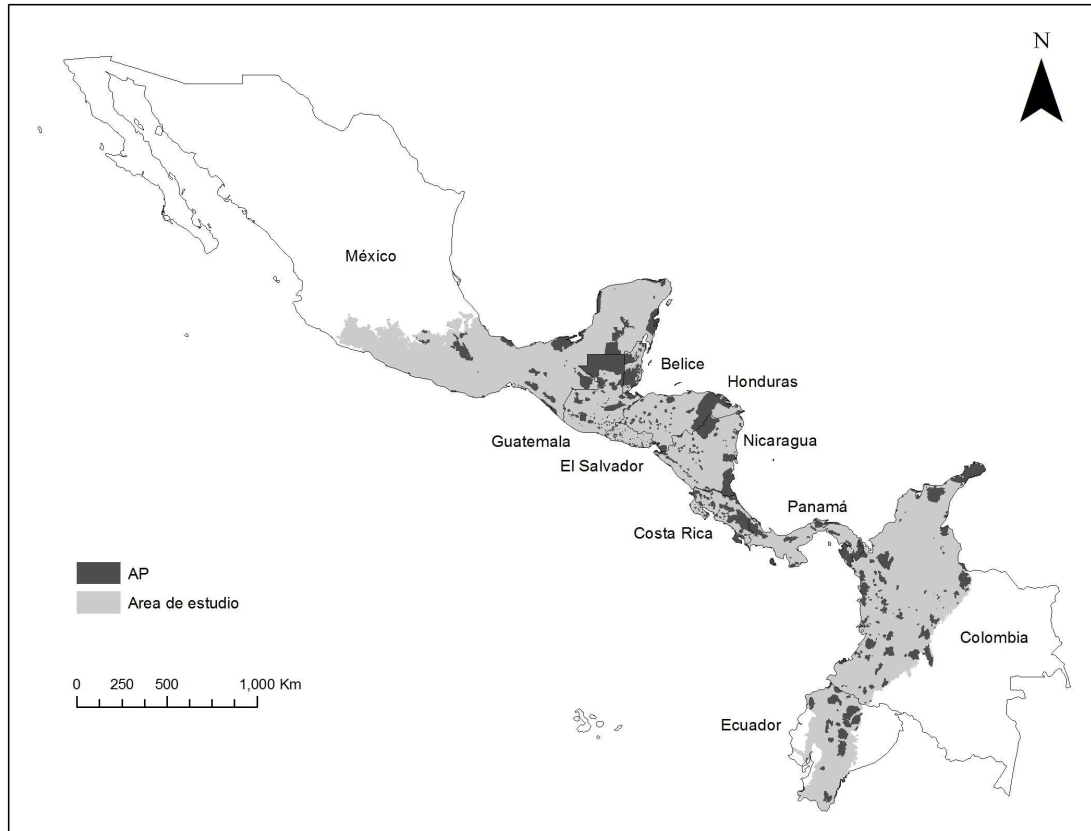 N
México
Belice
Honduras
Guatemala
Nicaragua
El Salvador
Panamá
Costa Rica
AP
Area de estudio
Colombia
0 250 500 1,000 Km
Ecuador